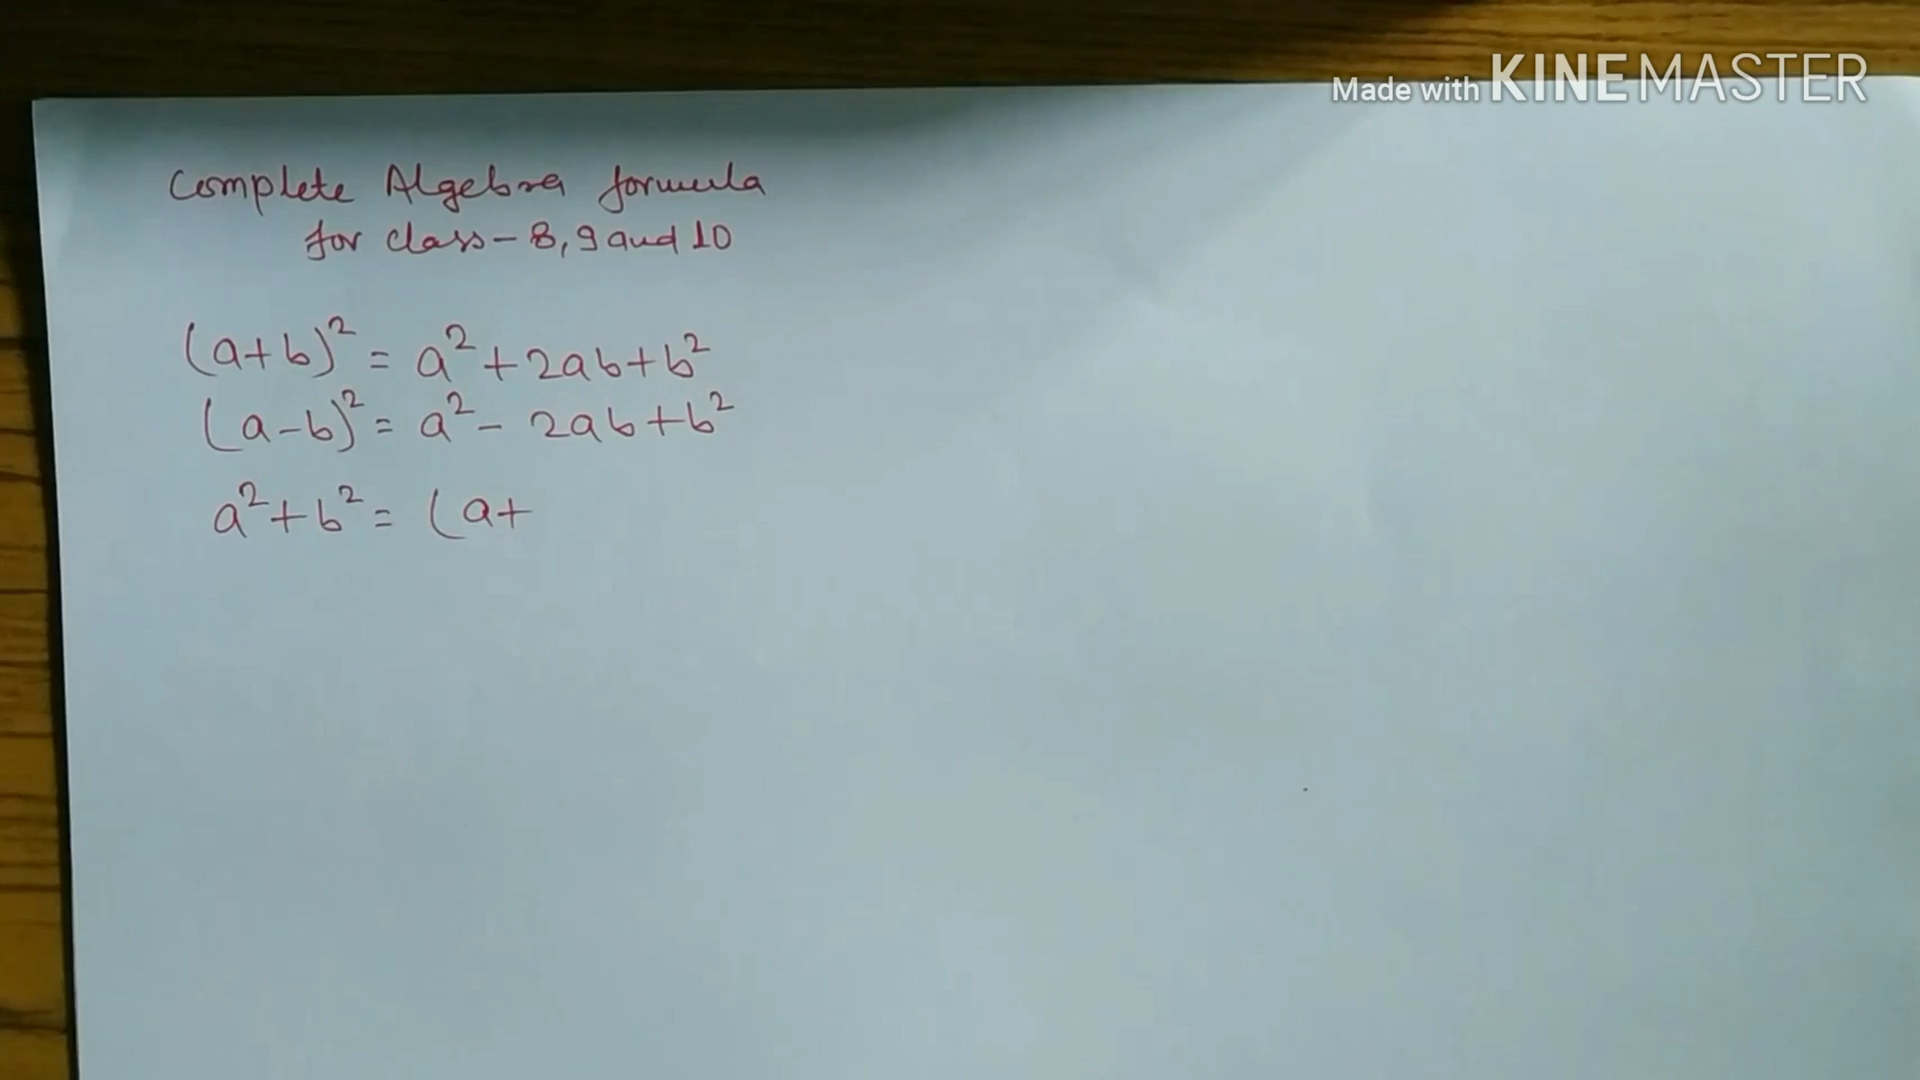 Made with KINEMASTER
Complete Algebra formula
for class - 8, 9 and 10
(a+b)² = a² + 2ab + b²
(a-b)² = a² - 2ab + b²
a² + b² = (a+